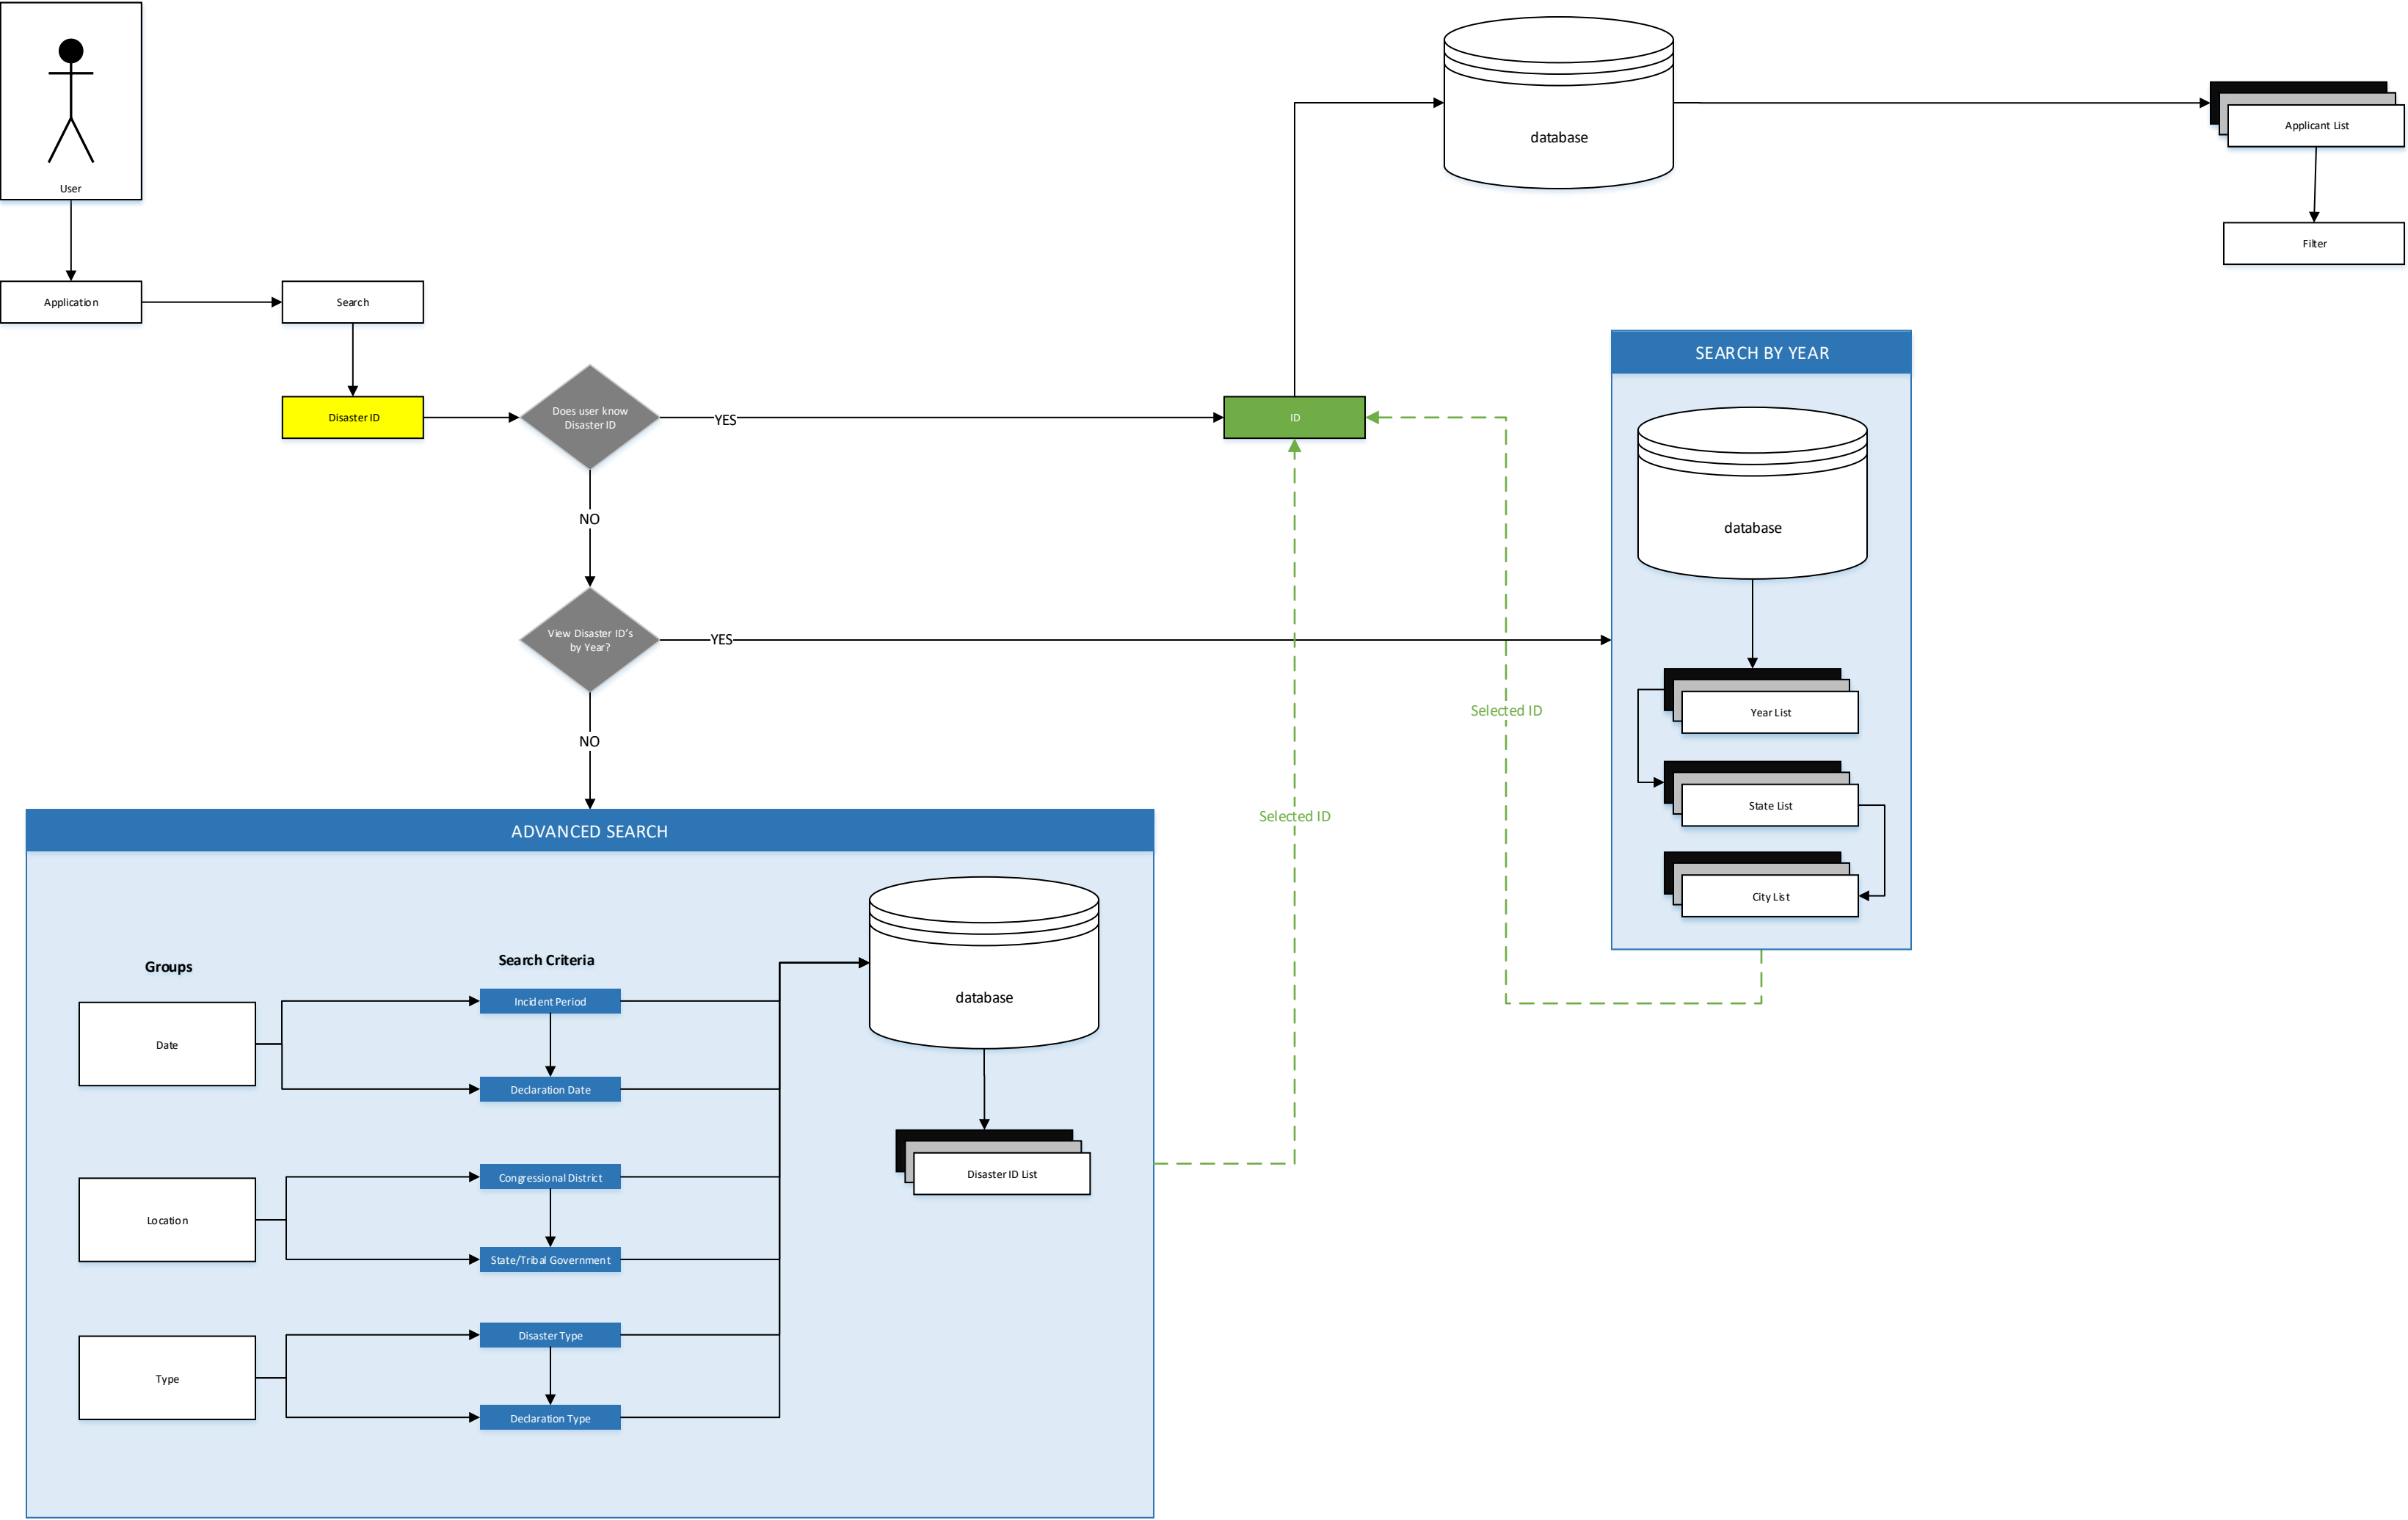 User
Application
Search
Disaster ID
Does user know
Disaster ID
YES
NO
ID
database
Applicant List
Filter
View Disaster ID's
by Year?
YES
NO
SEARCH BY YEAR
database
Year List
State List
City List
Selected ID
Selected ID
ADVANCED SEARCH
Groups
Search Criteria
Date
Incident Period
Declaration Date
Location
Congressional District
State/Tribal Government
Type
Disaster Type
Declaration Type
database
Disaster ID List